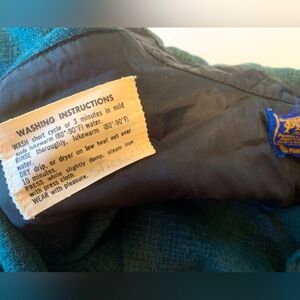 WASHING INSTRUCTIONS
WASH short cycle or 3 minutes in mild
suds lukewarm (80°-90°F) water.
RINSE thoroughly, lukewarm (80°-90°F)
water.
DRY drip, or dryer on low heat not over
10 minutes.
PRESS while slightly damp, steam iron
with press cloth.
WEAR with pleasure.